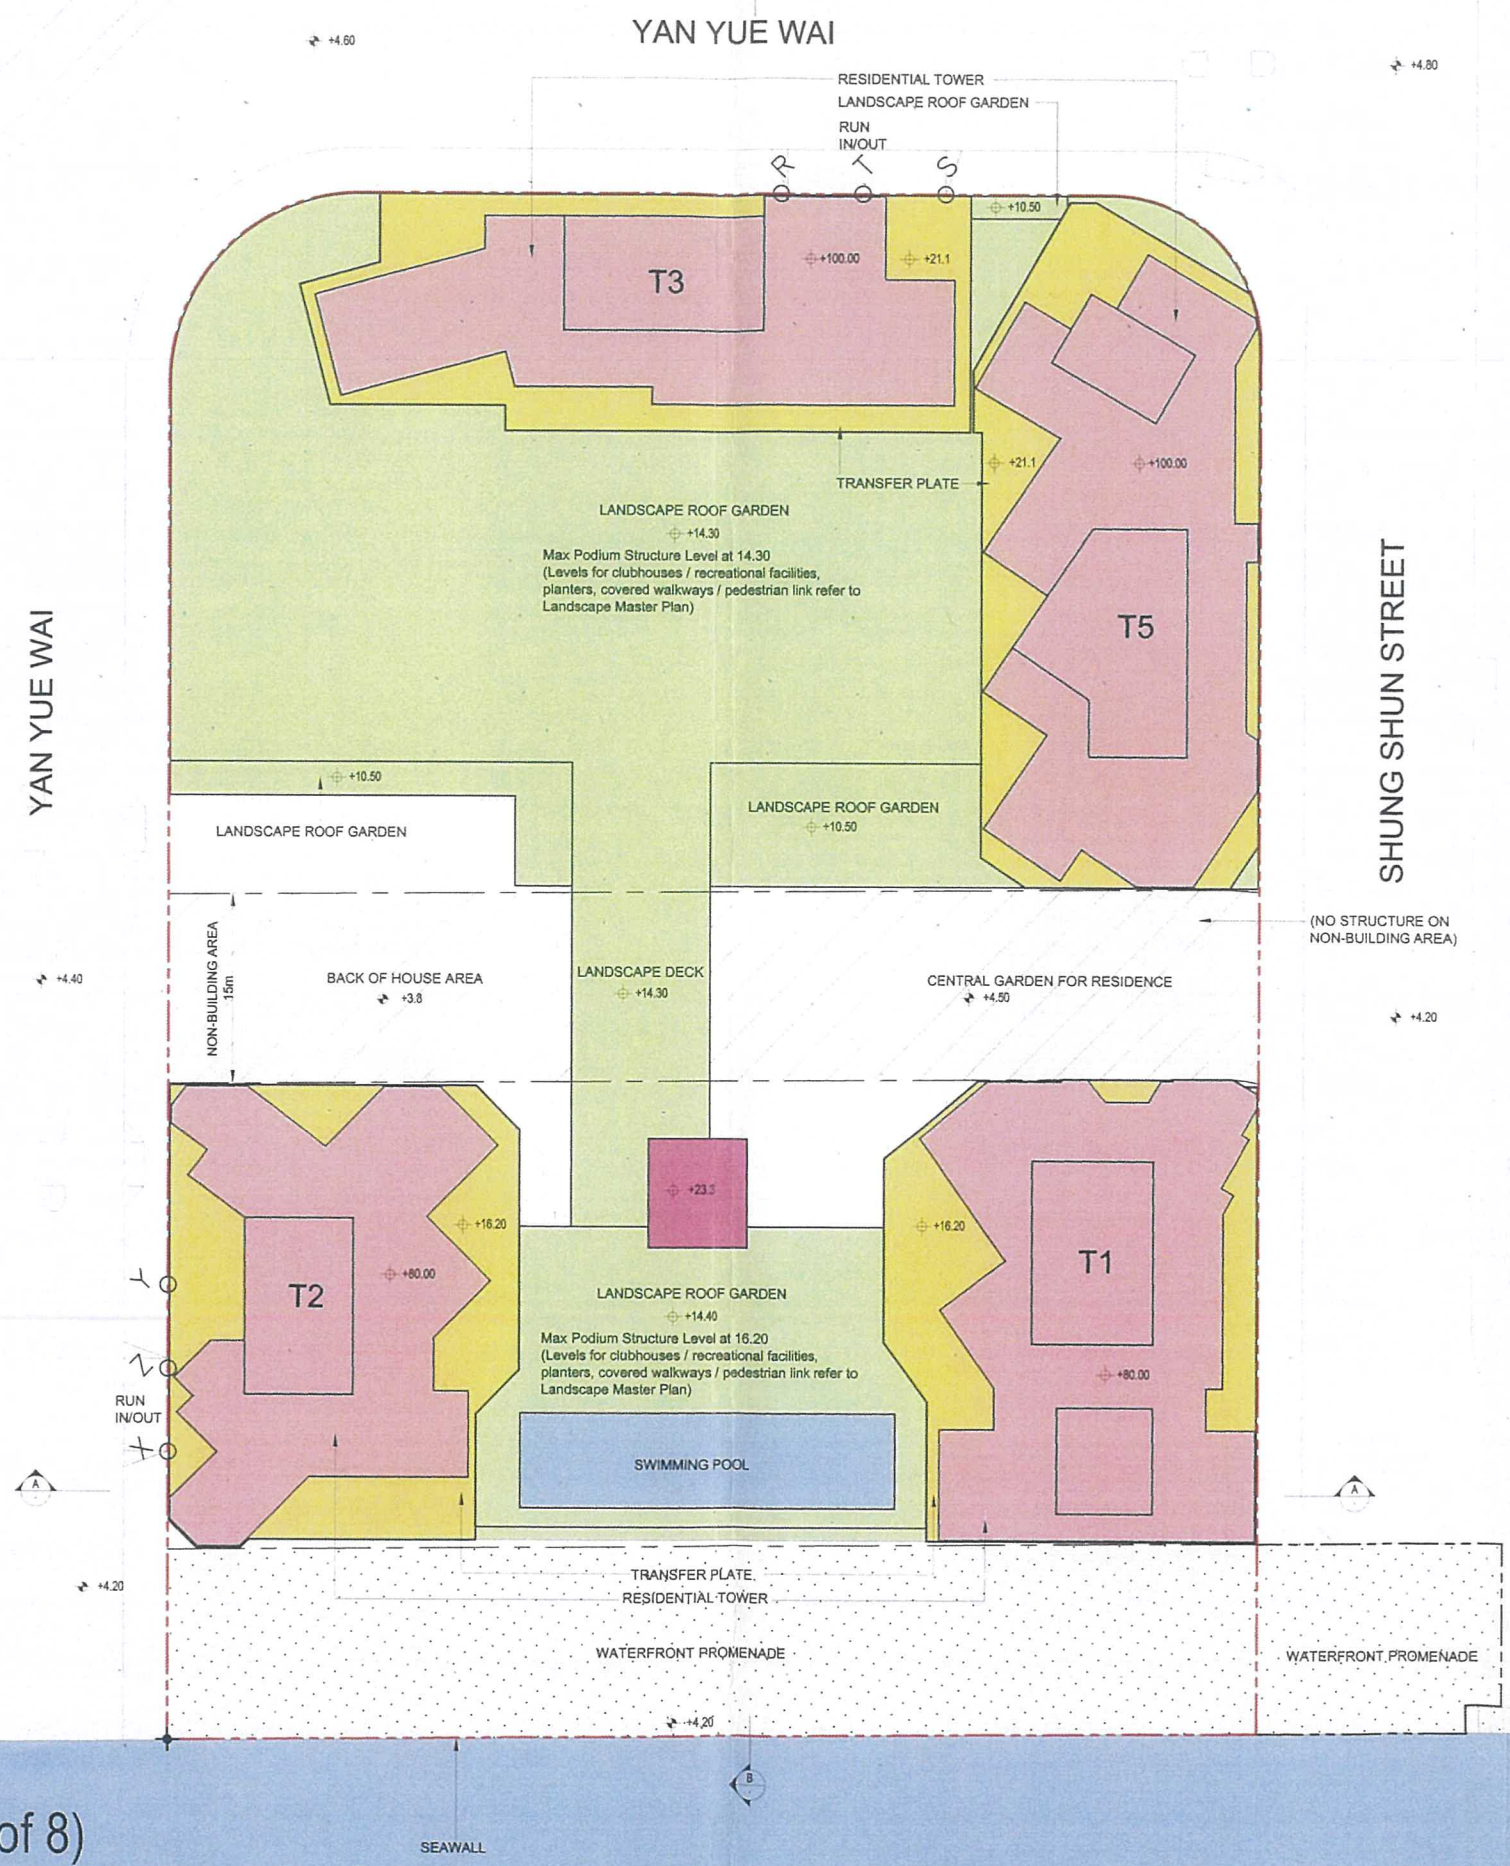 YAN YUE WAI
+4.60
+4.80
RESIDENTIAL TOWER
LANDSCAPE ROOF GARDEN
RUN
IN/OUT
R
T
S
+10.50
+100.00
+21.1
T3
+21.1
+100.00
TRANSFER PLATE
LANDSCAPE ROOF GARDEN
+14.30
Max Podium Structure Level at 14.30
(Levels for clubhouses / recreational facilities,
planters, covered walkways / pedestrian link refer to
Landscape Master Plan)
T5
YAN YUE WAI
SHUNG SHUN STREET
+10.50
LANDSCAPE ROOF GARDEN
LANDSCAPE ROOF GARDEN
+10.50
(NO STRUCTURE ON
NON-BUILDING AREA)
NON-BUILDING AREA
15m
+4.40
BACK OF HOUSE AREA
+3.8
LANDSCAPE DECK
+14.30
CENTRAL GARDEN FOR RESIDENCE
+4.50
+4.20
+23.3
+16.20
+16.20
Y
T2
+80.00
T1
LANDSCAPE ROOF GARDEN
+14.40
Max Podium Structure Level at 16.20
(Levels for clubhouses / recreational facilities,
planters, covered walkways / pedestrian link refer to
Landscape Master Plan)
Z
+80.00
RUN
IN/OUT
X
SWIMMING POOL
A
A
TRANSFER PLATE
RESIDENTIAL TOWER
+4.20
WATERFRONT PROMENADE
WATERFRONT PROMENADE
+4.20
B
of 8)
SEAWALL